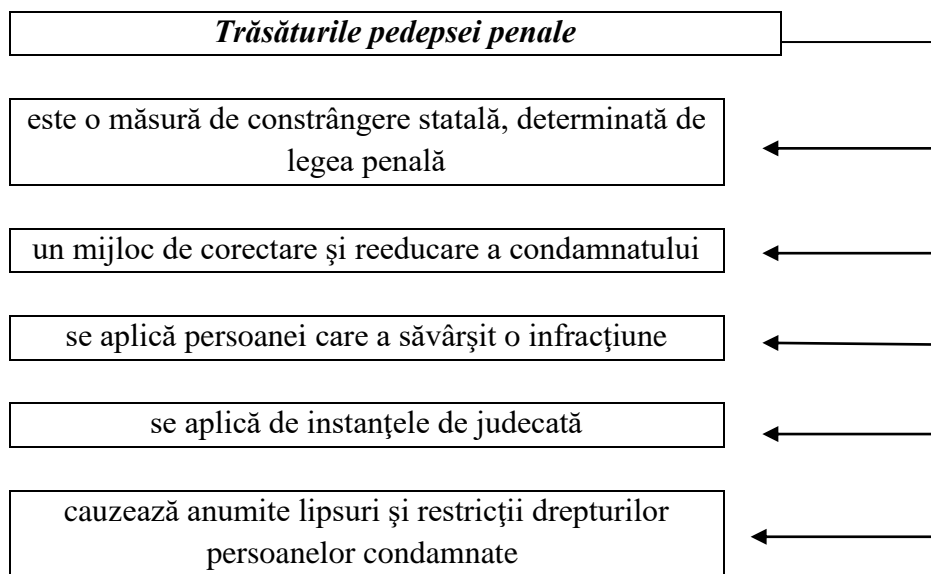 Trăsăturile pedepsei penale
este o măsură de constrângere statală, determinată de
legea penală
un mijloc de corectare şi reeducare a condamnatului
se aplică persoanei care a săvârşit o infracţiune
se aplică de instanţele de judecată
cauzează anumite lipsuri şi restricţii drepturilor
persoanelor condamnate